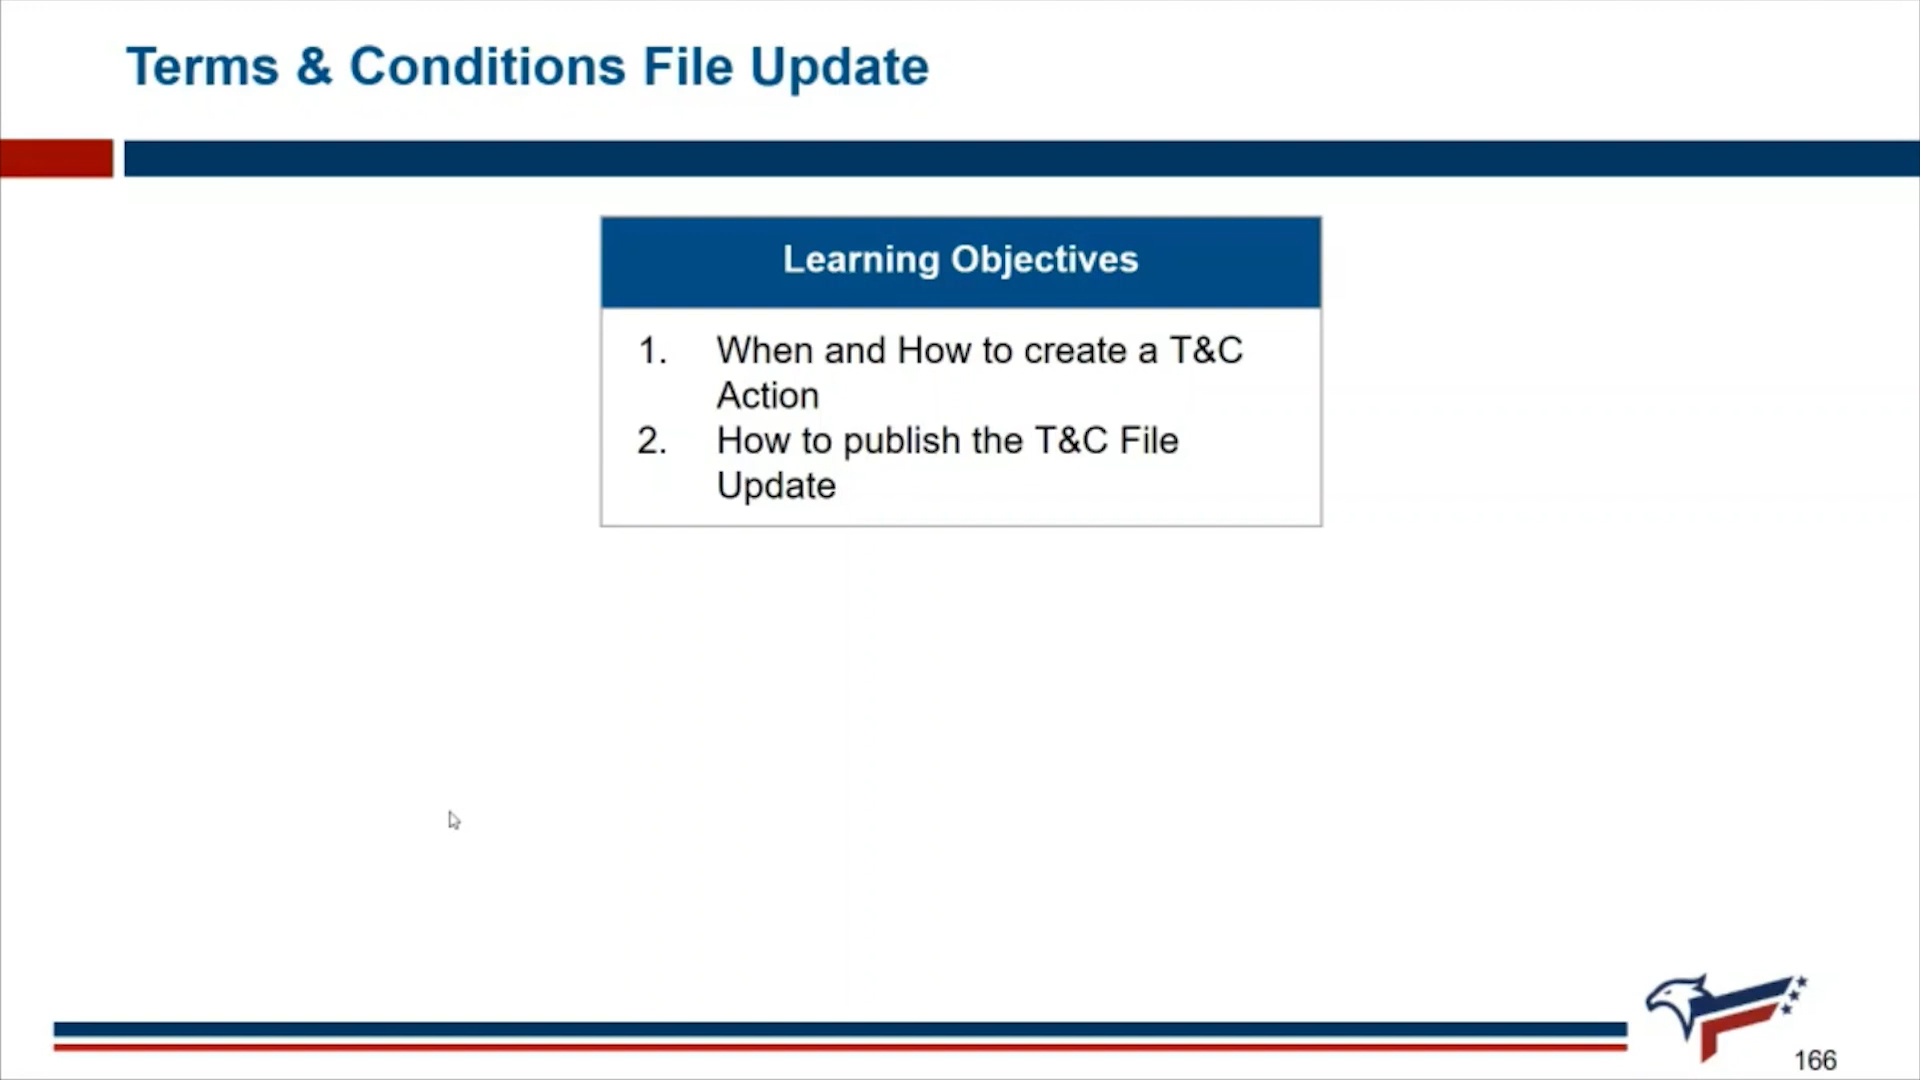 Terms & Conditions File Update
Learning Objectives
1. When and How to create a T&C
Action
2. How to publish the T&C File
Update
166